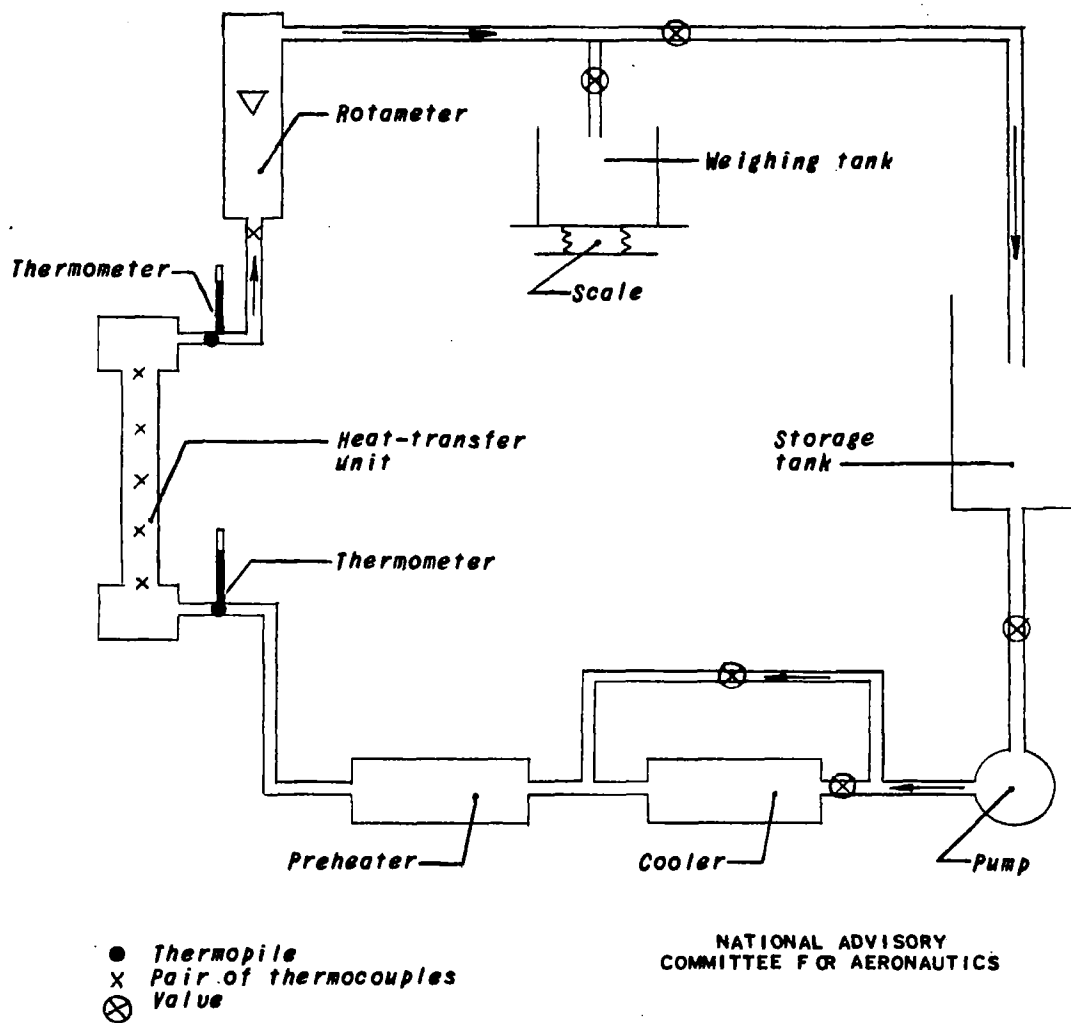 Rotameter
Weighing tank
Thermometer
Scale
Heat-transfer
unit
Storage
tank
Thermometer
Preheater
Cooler
Pump
Thermopile
Pair of thermocouples
Value
NATIONAL ADVISORY
COMMITTEE FOR AERONAUTICS